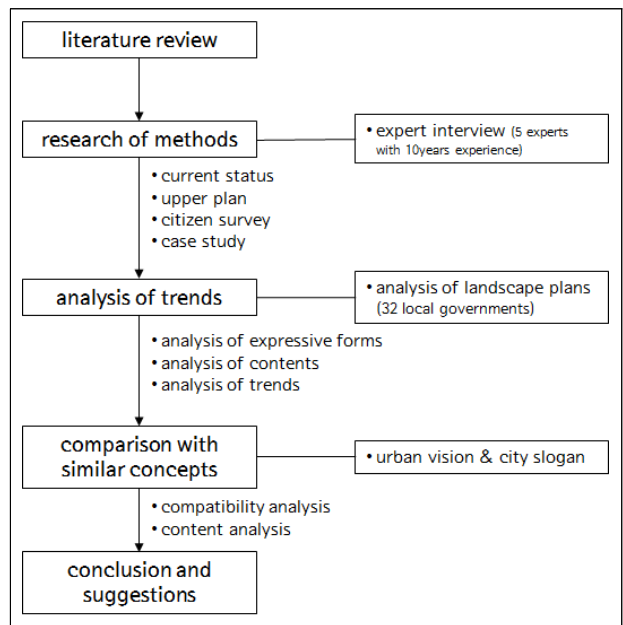 literature review
research of methods
• expert interview (5 experts
with 10years experience)
• current status
• upper plan
• citizen survey
• case study
analysis of trends
• analysis of landscape plans
(32 local governments)
• analysis of expressive forms
• analysis of contents
• analysis of trends
comparison with
similar concepts
• urban vision & city slogan
• compatibility analysis
• content analysis
conclusion and
suggestions